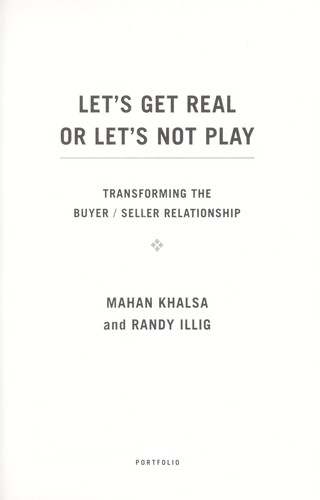 LET'S GET REAL
OR LET'S NOT PLAY
TRANSFORMING THE
BUYER / SELLER RELATIONSHIP
MAHAN KHALSA
and RANDY ILLIG
PORTFOLIO